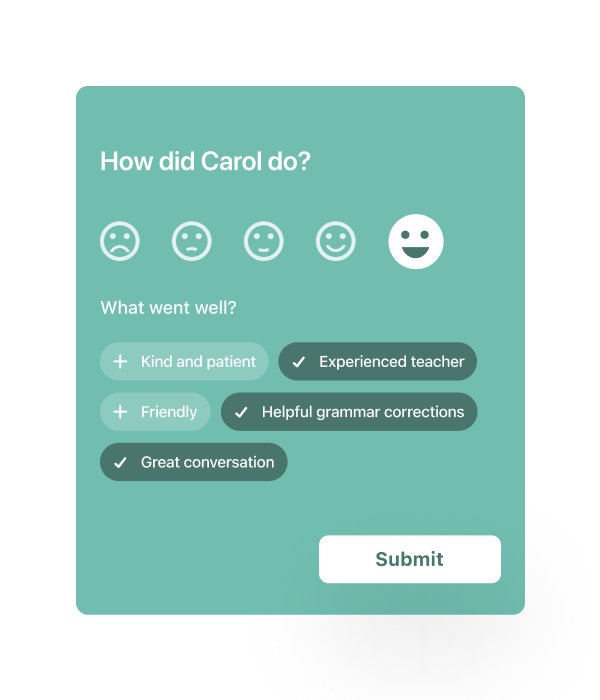 How did Carol do?
What went well?
Kind and patient Experienced teacher
Friendly Helpful grammar corrections
Great conversation
Submit